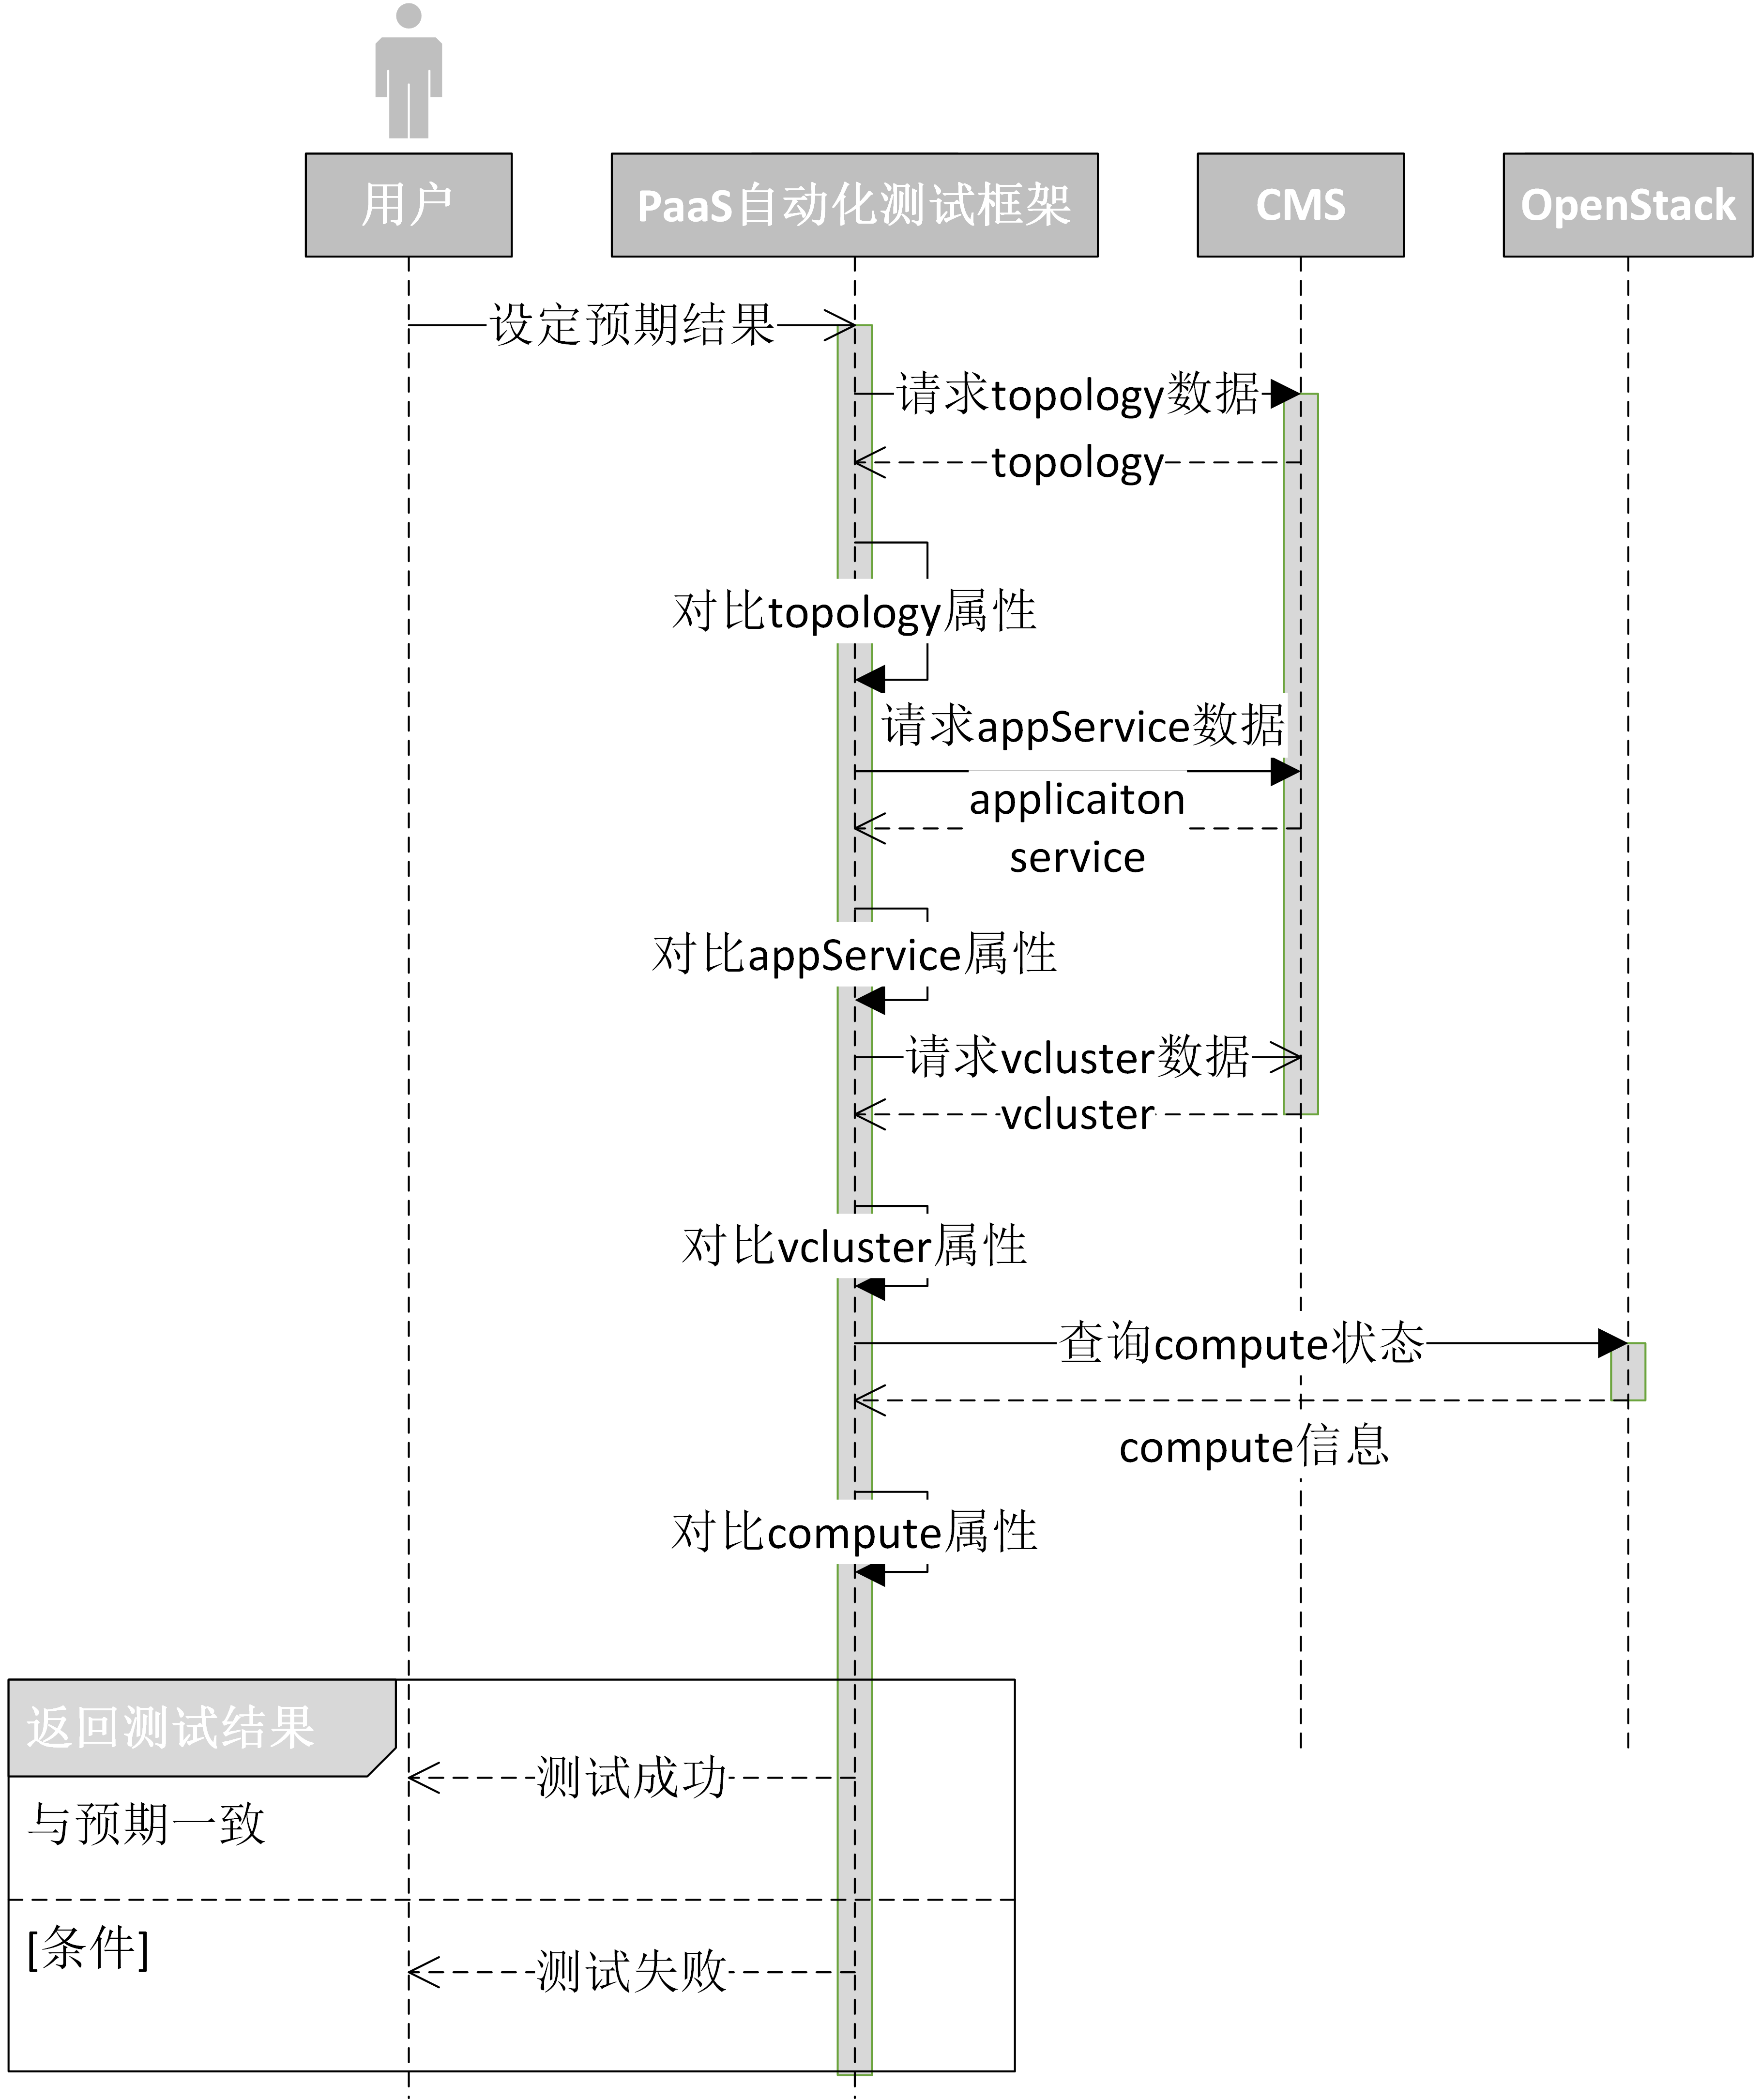 用户
PaaS自动化测试框架
CMS
OpenStack
设定预期结果
请求topology数据
topology
对比topology属性
请求appService数据
applicaiton
service
对比appService属性
请求vcluster数据
vcluster
对比vcluster属性
查询compute状态
compute信息
对比compute属性
返回测试结果
测试成功
与预期一致
[条件]
测试失败